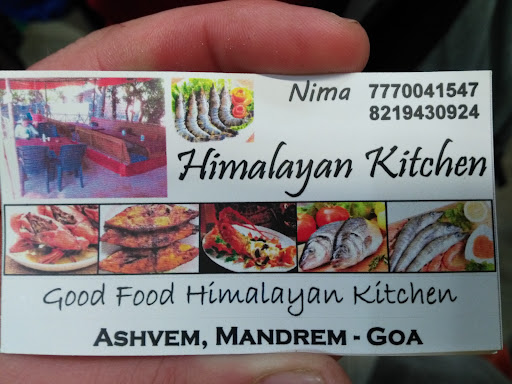 Nima 7770041547
8219430924
Himalayan Kitchen
Good Food Himalayan Kitchen
ASHVEM, MANDREM - GOA